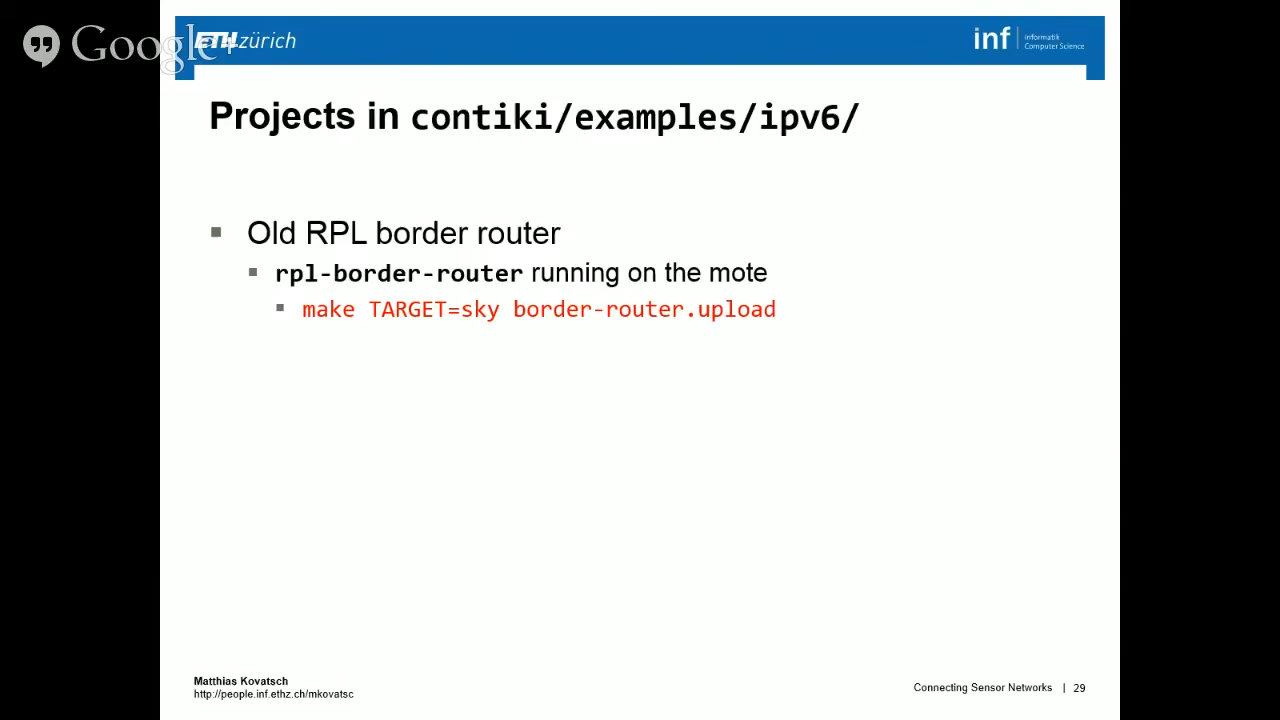 Google+
ETH zürich
inf
Informatik
Computer Science
Projects in contiki/examples/ipv6/
Old RPL border router
rpl-border-router running on the mote
make TARGET=sky border-router.upload
Matthias Kovatsch
http://people.inf.ethz.ch/mkovatsc
Connecting Sensor Networks | 29